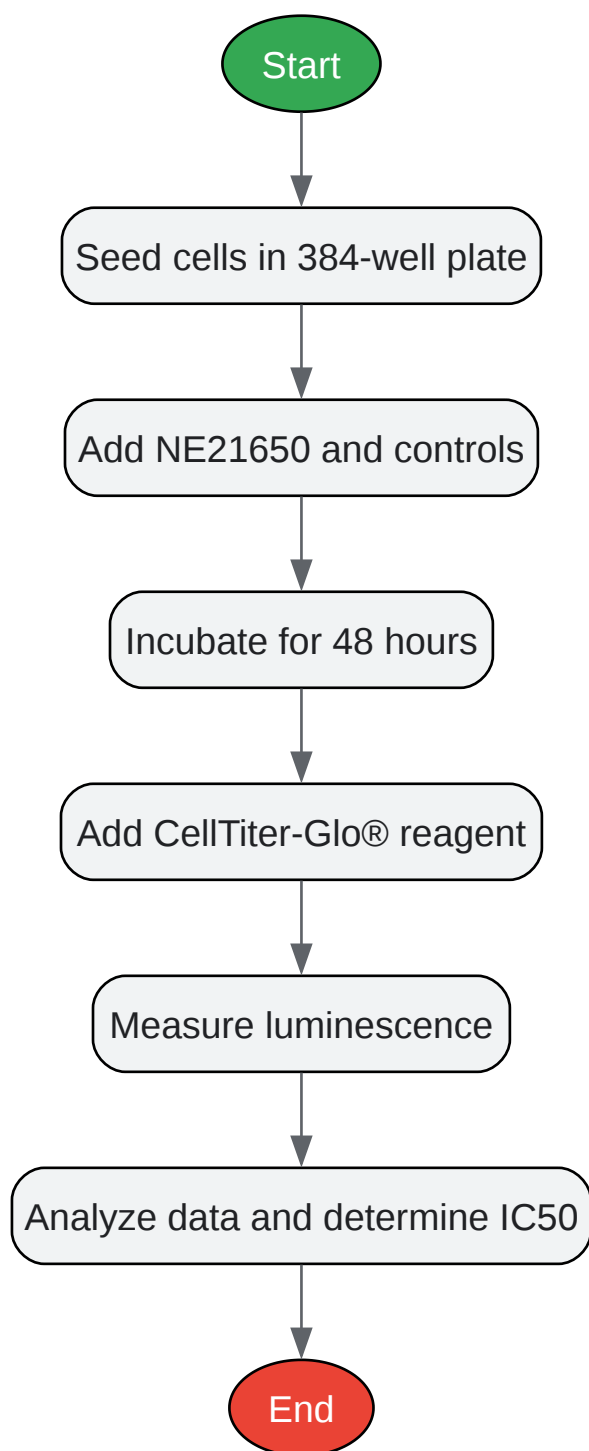 Start
Seed cells in 384-well plate
Add NE21650 and controls
Incubate for 48 hours
Add CellTiter-Glo® reagent
Measure luminescence
Analyze data and determine IC50
End